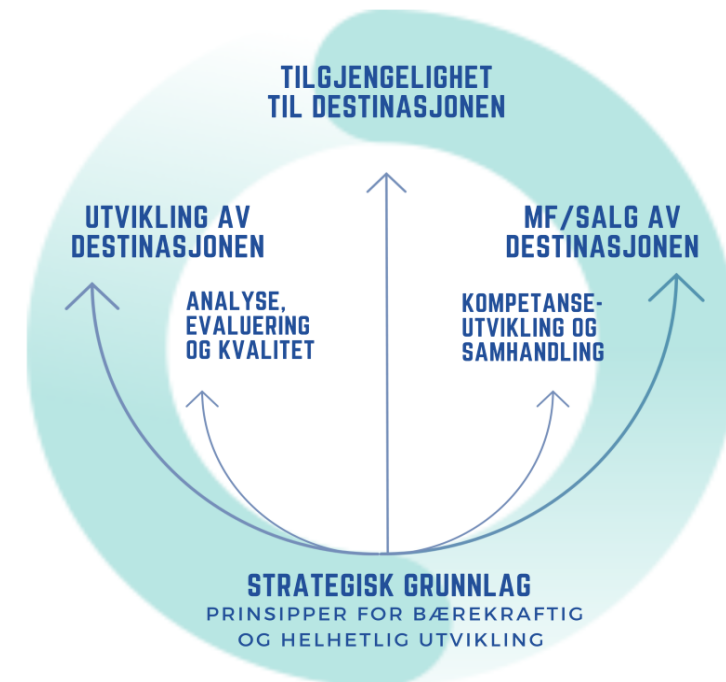 TILGJENGELIGHET
TIL DESTINASJONEN
UTVIKLING AV
DESTINASJONEN
MF/SALG AV
DESTINASJONEN
ANALYSE,
EVALUERING
OG KVALITET
KOMPETANSE-
UTVIKLING OG
SAMHANDLING
STRATEGISK GRUNNLAG
PRINSIPPER FOR BÆREKRAFTIG
OG HELHETLIG UTVIKLING